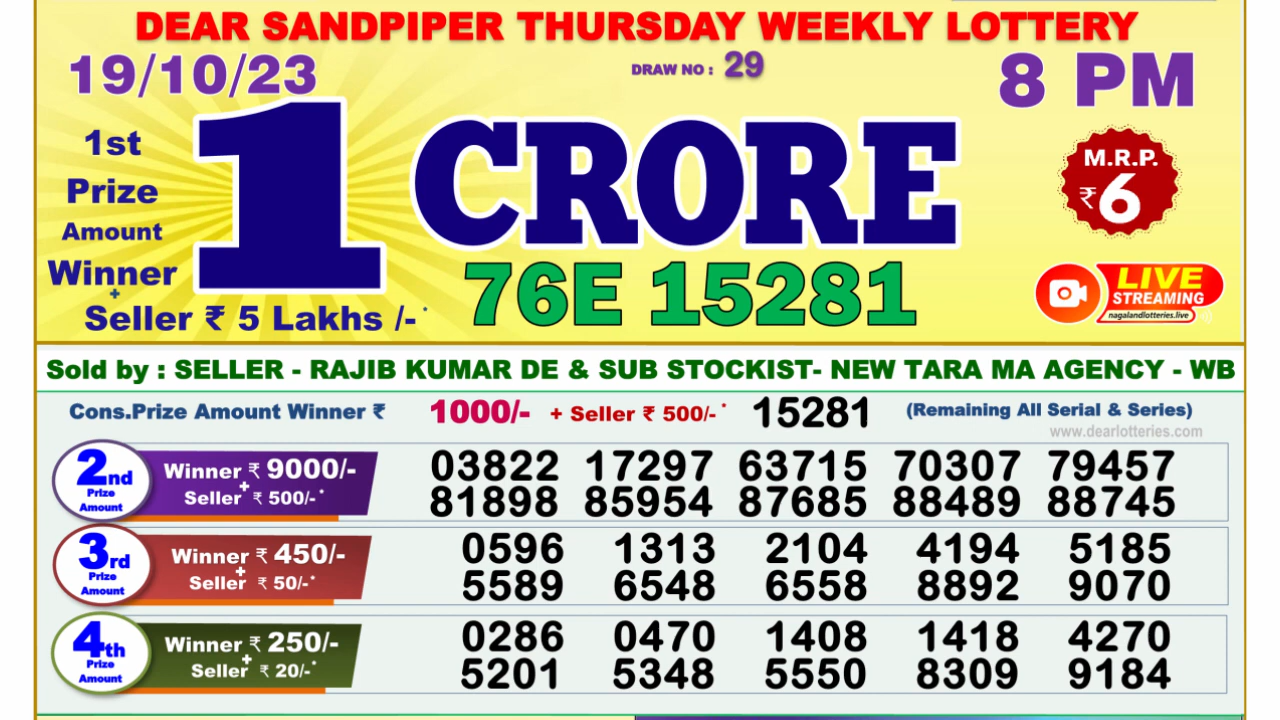 DEAR SANDPIPER THURSDAY WEEKLY LOTTERY
19/10/23
DRAW NO : 29
8 PM
1st
Prize
Amount
Winner
+
Seller ₹ 5 Lakhs /-*
1 CRORE
76E 15281
M.R.P.
₹6
LIVE
STREAMING
nagalandlotteries.live
Sold by : SELLER - RAJIB KUMAR DE & SUB STOCKIST- NEW TARA MA AGENCY - WB
Cons.Prize Amount Winner ₹ 1000/- + Seller ₹ 500/-* 15281 (Remaining All Serial & Series)
www.dearlotteries.com
2nd
Prize
Amount
Winner ₹ 9000/-
+
Seller ₹ 500/-*
03822 17297 63715 70307 79457
81898 85954 87685 88489 88745
3rd
Prize
Amount
Winner ₹ 450/-
+
Seller ₹ 50/-*
0596 1313 2104 4194 5185
5589 6548 6558 8892 9070
4th
Prize
Amount
Winner ₹ 250/-
+
Seller ₹ 20/-*
0286 0470 1408 1418 4270
5201 5348 5550 8309 9184